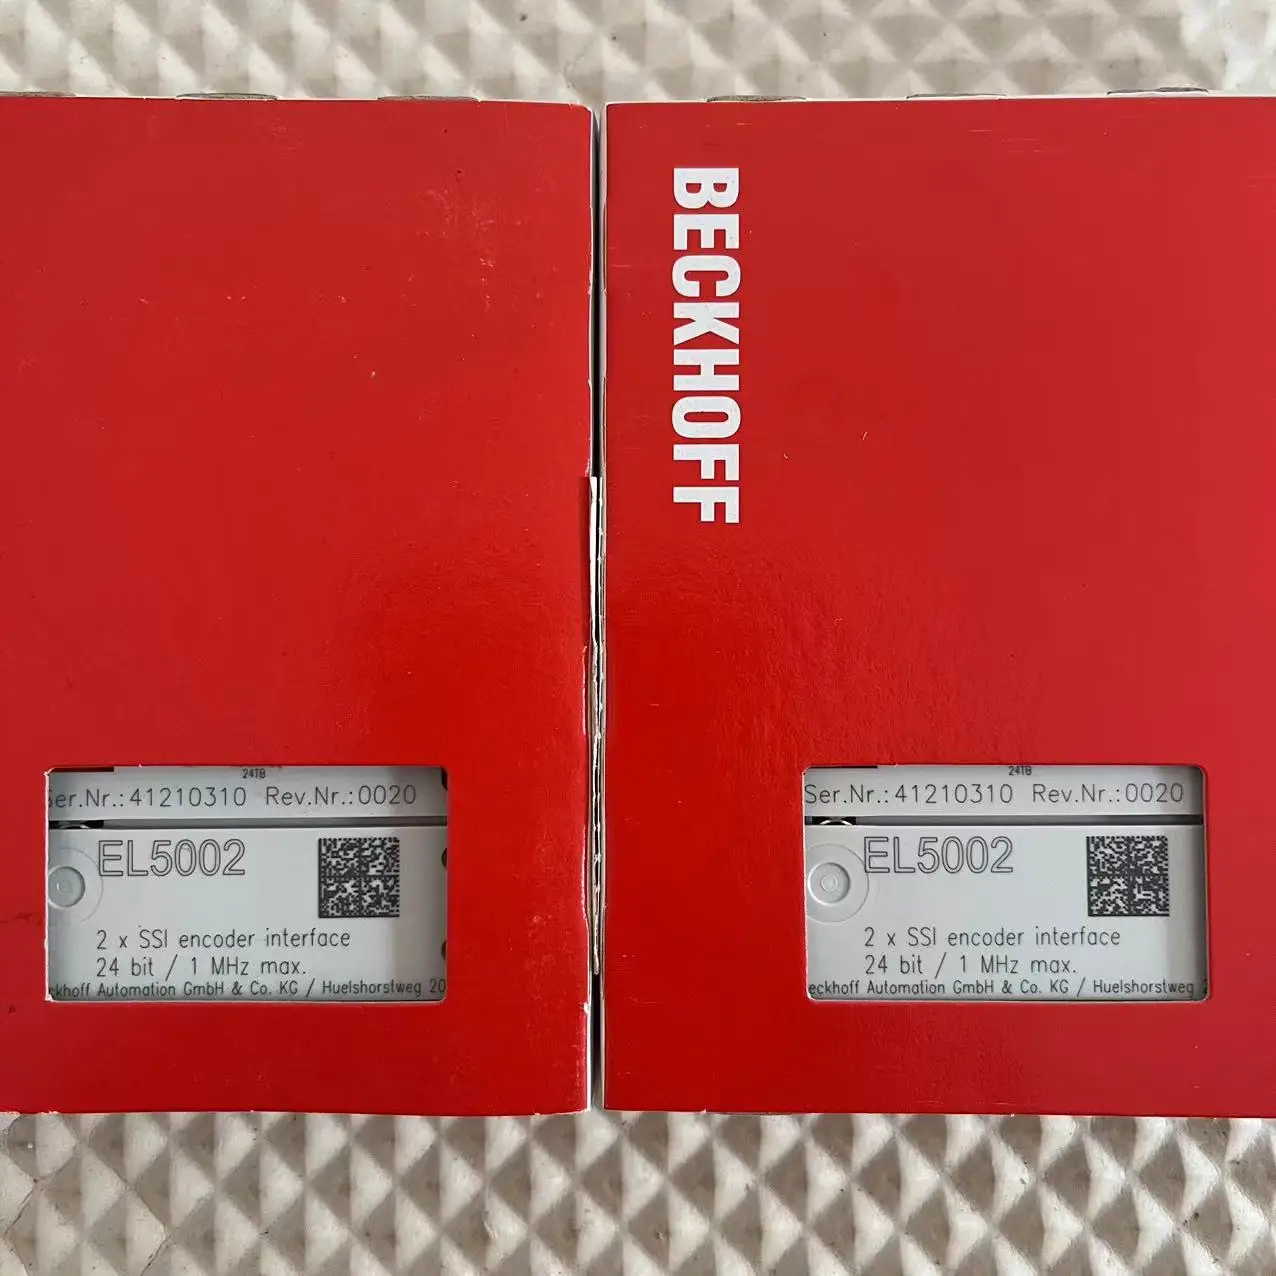 24TB
Ser.Nr.: 41210310 Rev.Nr.:0020
EL5002
2 x SSI encoder interface
24 bit / 1 MHz max.
Automation GmbH & Co. KG / Huelshorstweg 20
BECKHOFF
24TB
Ser.Nr.: 41210310 Rev.Nr.:0020
EL5002
2 x SSI encoder interface
24 bit / 1 MHz max.
eckhoff Automation GmbH & Co. KG / Huelshorstweg